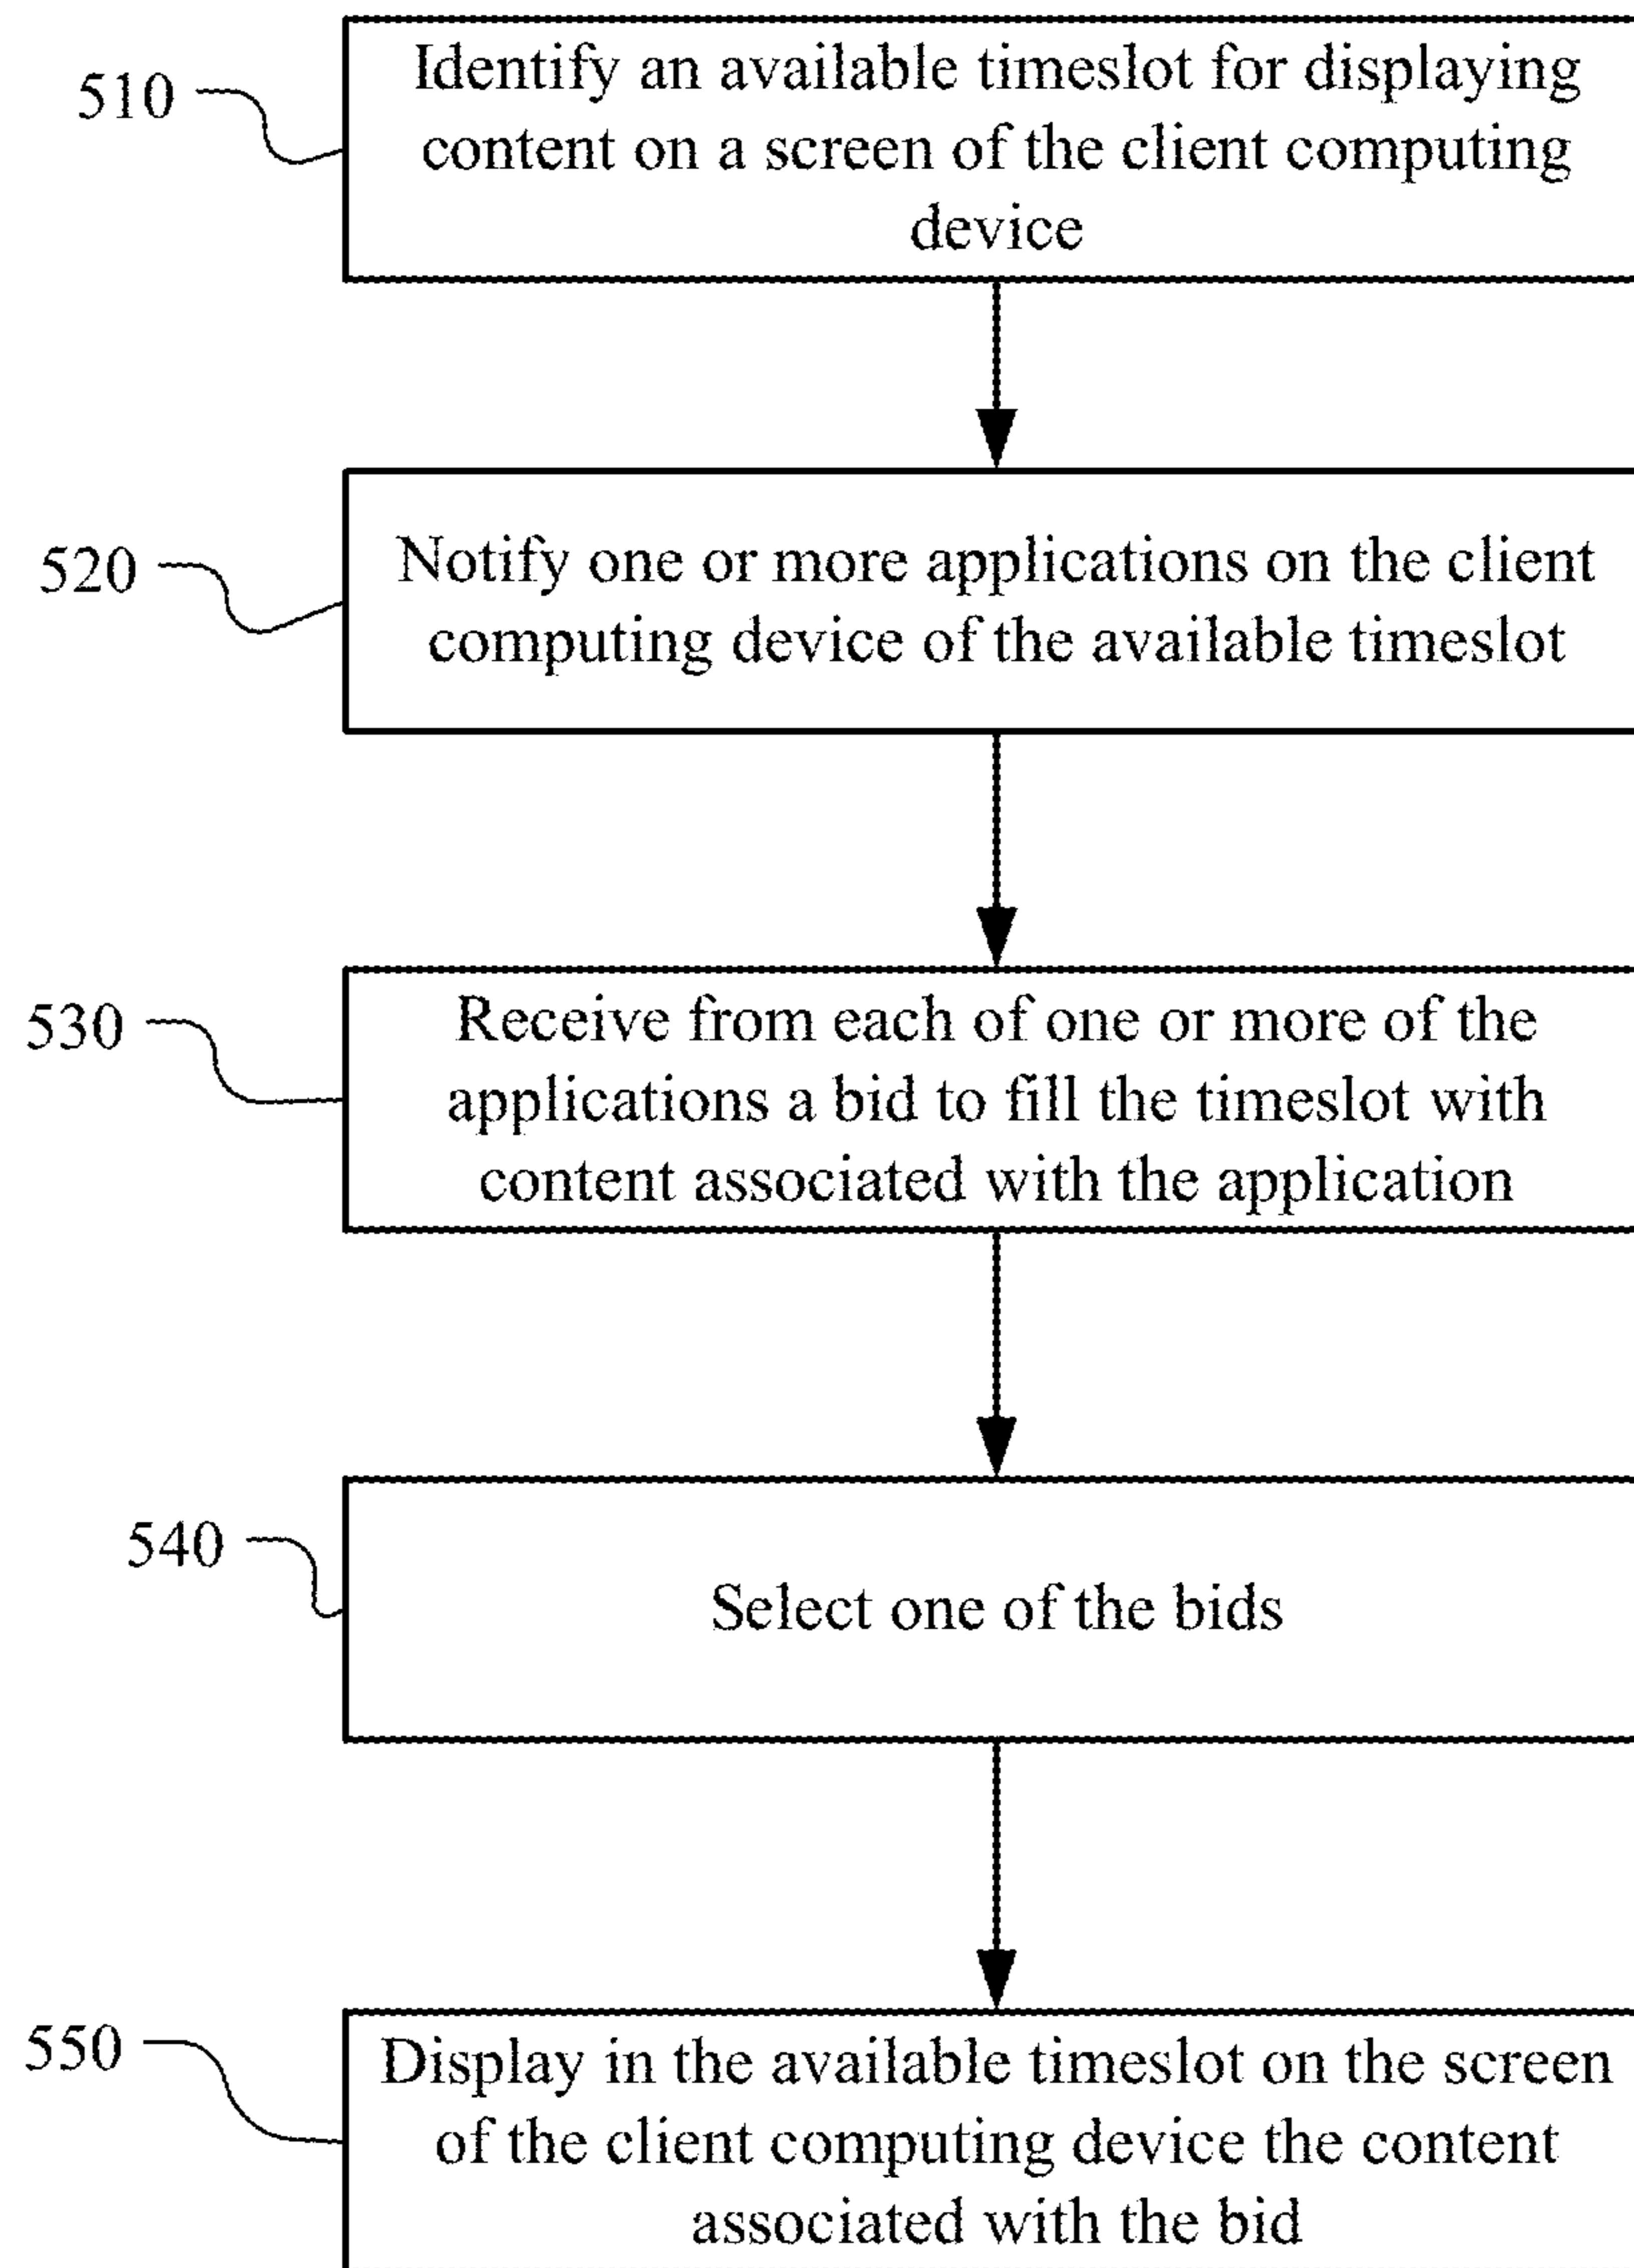 510
Identify an available timeslot for displaying
content on a screen of the client computing
device
520
Notify one or more applications on the client
computing device of the available timeslot
530
Receive from each of one or more of the
applications a bid to fill the timeslot with
content associated with the application
540
Select one of the bids
550
Display in the available timeslot on the screen
of the client computing device the content
associated with the bid